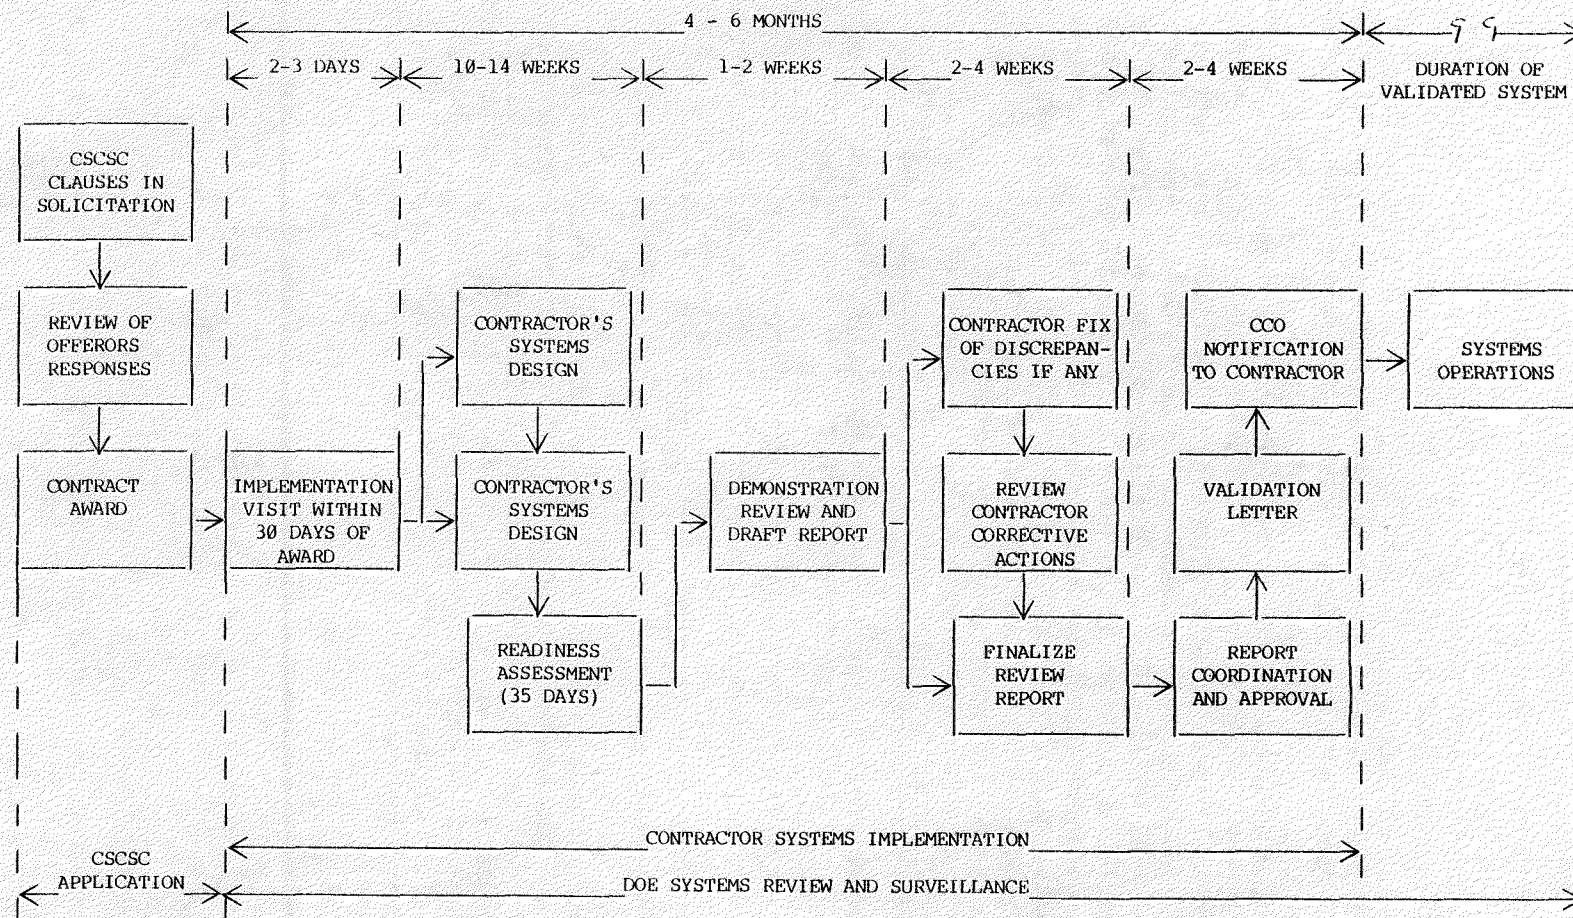 4 - 6 MONTHS
2-3 DAYS
10-14 WEEKS
1-2 WEEKS
2-4 WEEKS
2-4 WEEKS
DURATION OF
VALIDATED SYSTEM
CSCSC
CLAUSES IN
SOLICITATION
REVIEW OF
OFFERORS
RESPONSES
CONTRACT
AWARD
IMPLEMENTATION
VISIT WITHIN
30 DAYS OF
AWARD
CONTRACTOR'S
SYSTEMS
DESIGN
CONTRACTOR'S
SYSTEMS
DESIGN
READINESS
ASSESSMENT
(35 DAYS)
DEMONSTRATION
REVIEW AND
DRAFT REPORT
CONTRACTOR FIX
OF DISCREPAN-
CIES IF ANY
REVIEW
CONTRACTOR
CORRECTIVE
ACTIONS
FINALIZE
REVIEW
REPORT
REPORT
COORDINATION
AND APPROVAL
VALIDATION
LETTER
CCO
NOTIFICATION
TO CONTRACTOR
SYSTEMS
OPERATIONS
CONTRACTOR SYSTEMS IMPLEMENTATION
CSCSC
APPLICATION
DOE SYSTEMS REVIEW AND SURVEILLANCE